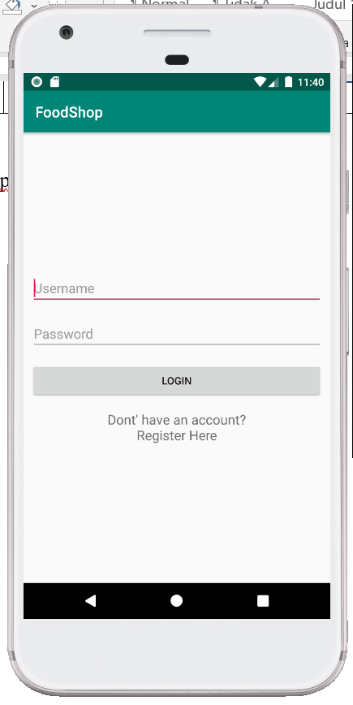 11:40
FoodShop
Username
Password
LOGIN
Dont' have an account?
Register Here